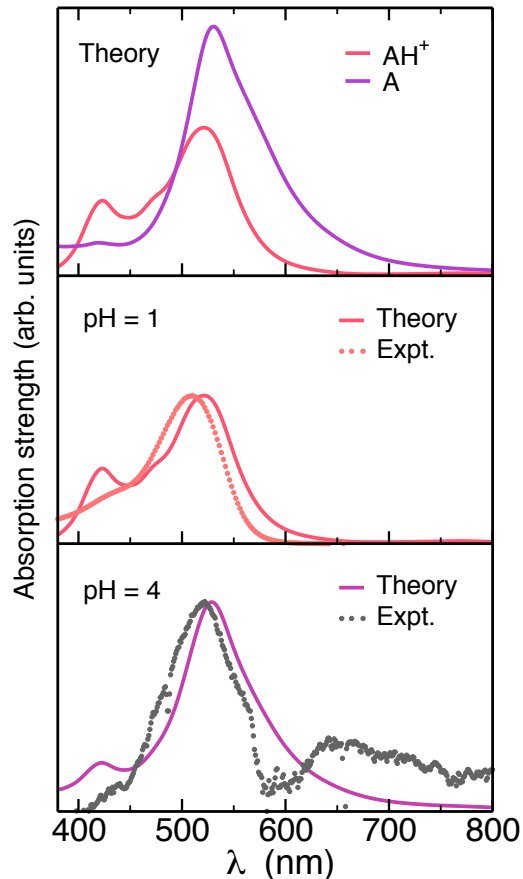 Theory
AH⁺
A
pH = 1
Theory
Expt.
pH = 4
Theory
Expt.
Absorption strength (arb. units)
400 500 600 700 800
λ (nm)